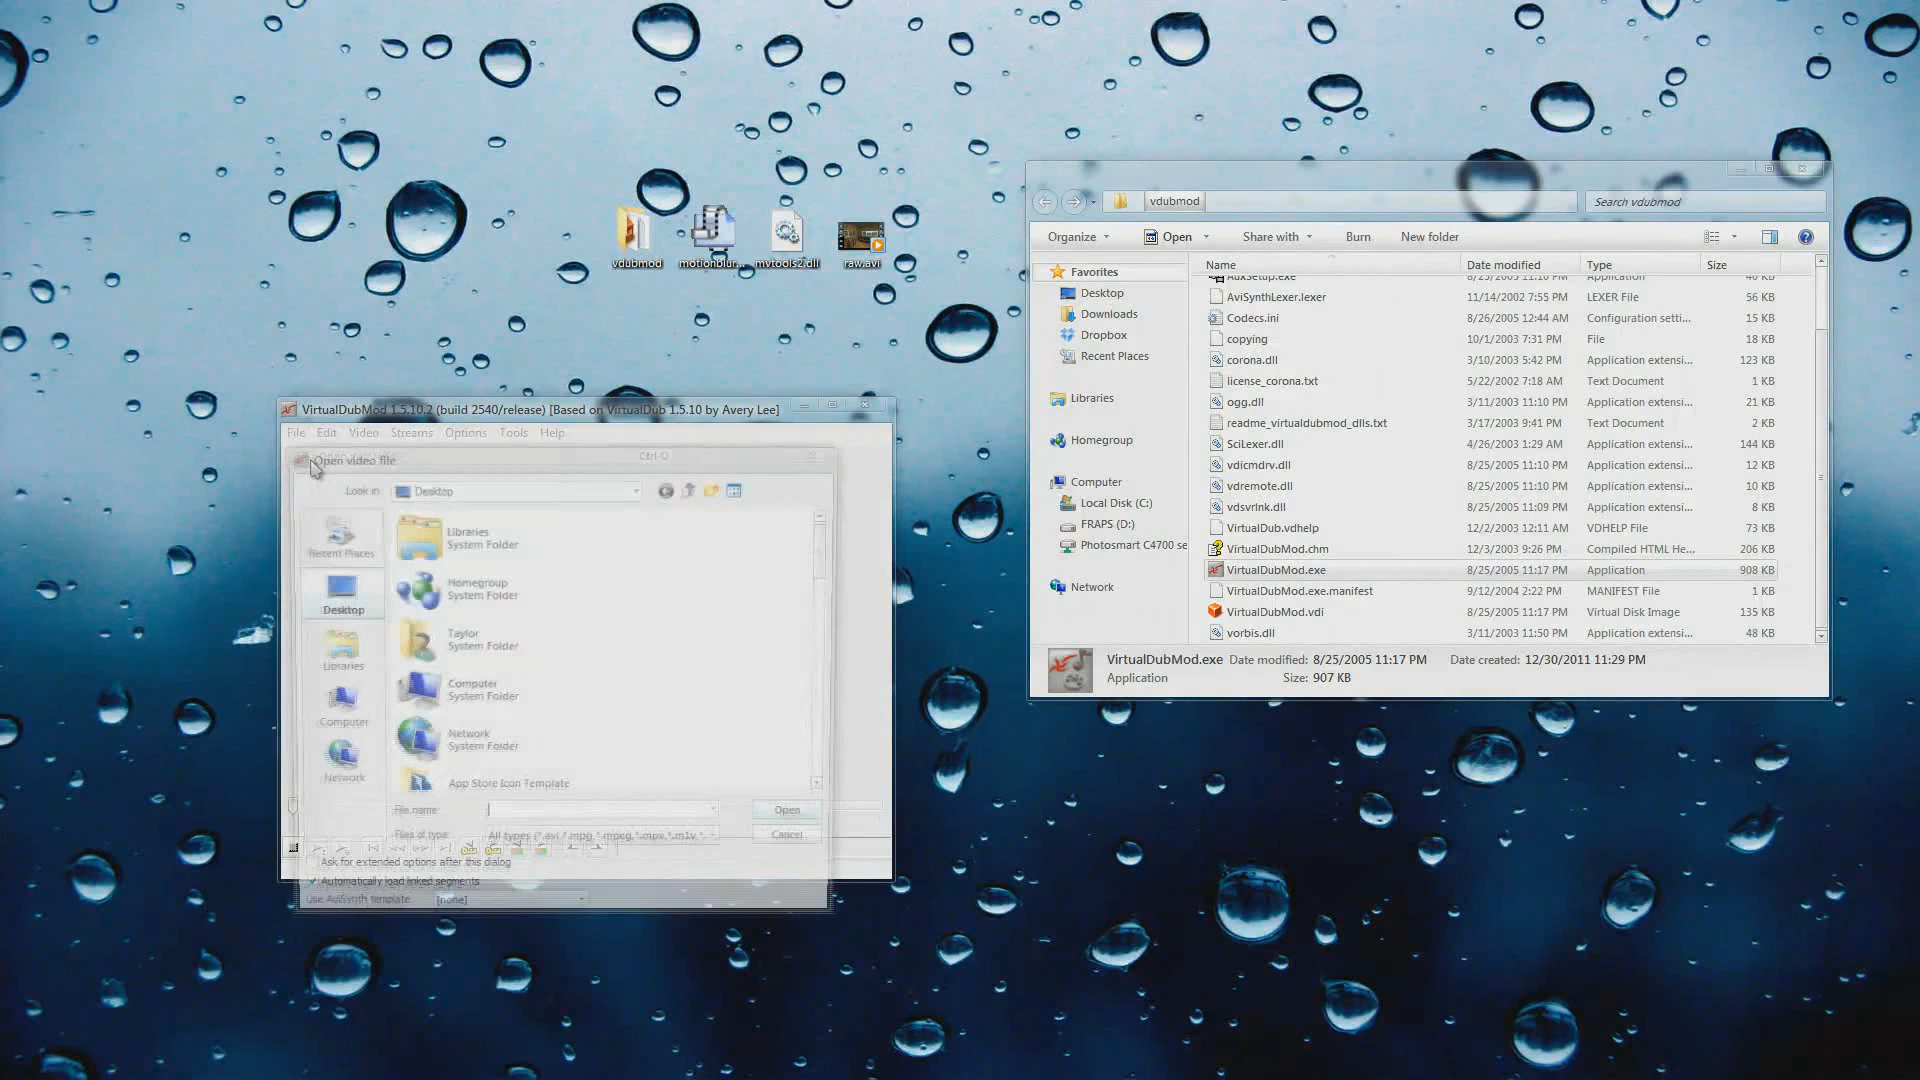 vdubmod
motionblur...
mvtools2.dll
raw.avi
vdubmod
Search vdubmod
Organize
Open
Share with
Burn
New folder
Favorites
Desktop
Downloads
Dropbox
Recent Places
Libraries
Homegroup
Computer
Local Disk (C:)
FRAPS (D:)
Photosmart C4700 se
Network
Name Date modified Type Size
AuxSetup.exe 8/25/2005 11:10 PM Application 40 KB
AviSynthLexer.lexer 11/14/2002 7:55 PM LEXER File 56 KB
Codecs.ini 8/26/2005 12:44 AM Configuration setti... 15 KB
copying 10/1/2003 7:31 PM File 18 KB
corona.dll 3/10/2003 5:42 PM Application extensi... 123 KB
license_corona.txt 5/22/2002 7:18 AM Text Document 1 KB
ogg.dll 3/11/2003 11:10 PM Application extensi... 21 KB
readme_virtualdubmod_dlls.txt 3/17/2003 9:41 PM Text Document 2 KB
SciLexer.dll 4/26/2003 1:29 AM Application extensi... 144 KB
vdicmdrv.dll 8/25/2005 11:10 PM Application extensi... 12 KB
vdremote.dll 8/25/2005 11:10 PM Application extensi... 10 KB
vdsvrlnk.dll 8/25/2005 11:09 PM Application extensi... 8 KB
VirtualDub.vdhelp 12/2/2003 12:11 AM VDHELP File 73 KB
VirtualDubMod.chm 12/3/2003 9:26 PM Compiled HTML He... 206 KB
VirtualDubMod.exe 8/25/2005 11:17 PM Application 908 KB
VirtualDubMod.exe.manifest 9/12/2004 2:22 PM MANIFEST File 1 KB
VirtualDubMod.vdi 8/25/2005 11:17 PM Virtual Disk Image 135 KB
vorbis.dll 3/11/2003 11:50 PM Application extensi... 48 KB
VirtualDubMod.exe Date modified: 8/25/2005 11:17 PM Date created: 12/30/2011 11:29 PM
Application Size: 907 KB
VirtualDubMod 1.5.10.2 (build 2540/release) [Based on VirtualDub 1.5.10 by Avery Lee]
File Edit Video Streams Options Tools Help
Open video file
Ctrl O
Look in: Desktop
Recent Places
Desktop
Libraries
Computer
Network
Libraries
System Folder
Homegroup
System Folder
Taylor
System Folder
Computer
System Folder
Network
System Folder
App Store Icon Template
File name:
Open
Files of type: All types (*.avi,*.mpg,*.mpeg,*.mpv,*.m1v,*.
Cancel
Ask for extended options after this dialog
Automatically load linked segments
Use AviSynth template: [none]